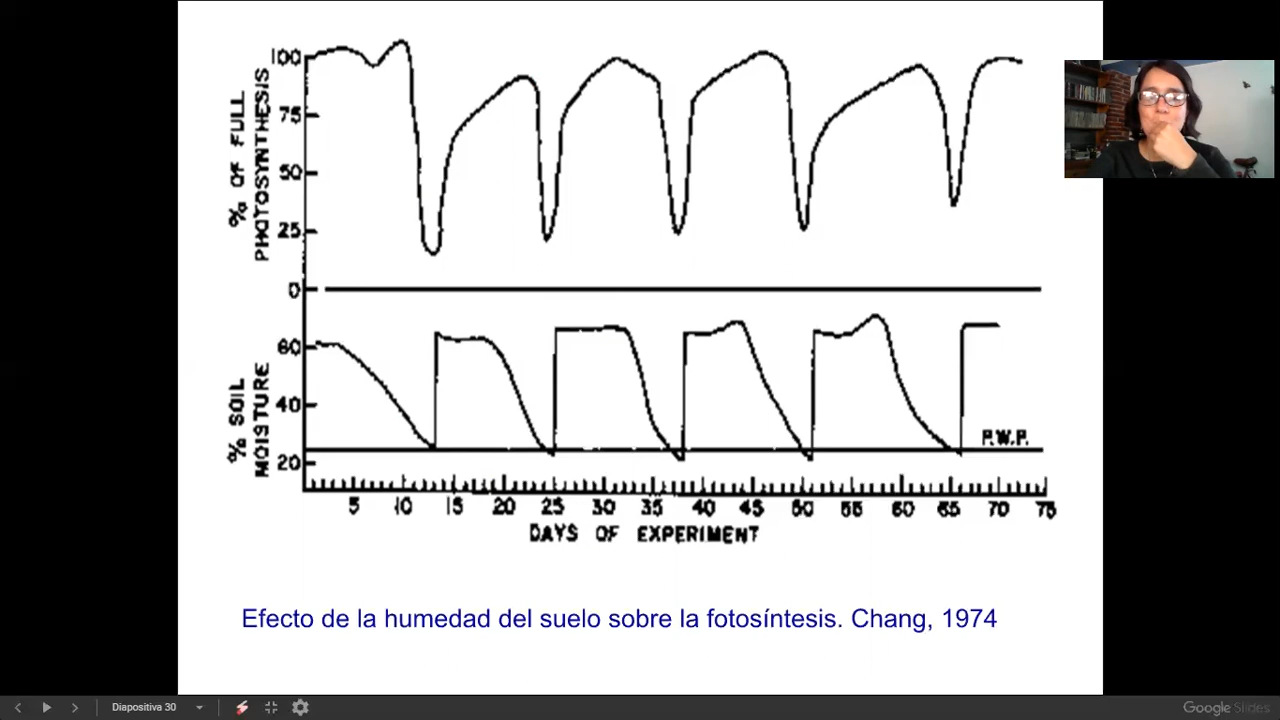 100
75
50
25
0
% OF FULL
PHOTOSYNTHESIS
60
40
20
% SOIL
MOISTURE
P.W.P.
5 10 15 20 25 30 35 40 45 50 55 60 65 70 75
DAYS OF EXPERIMENT
Efecto de la humedad del suelo sobre la fotosíntesis. Chang, 1974
Diapositiva 30
Google Slides